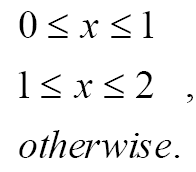 0 ≤ x ≤ 1
1 ≤ x ≤ 2 ,
otherwise.